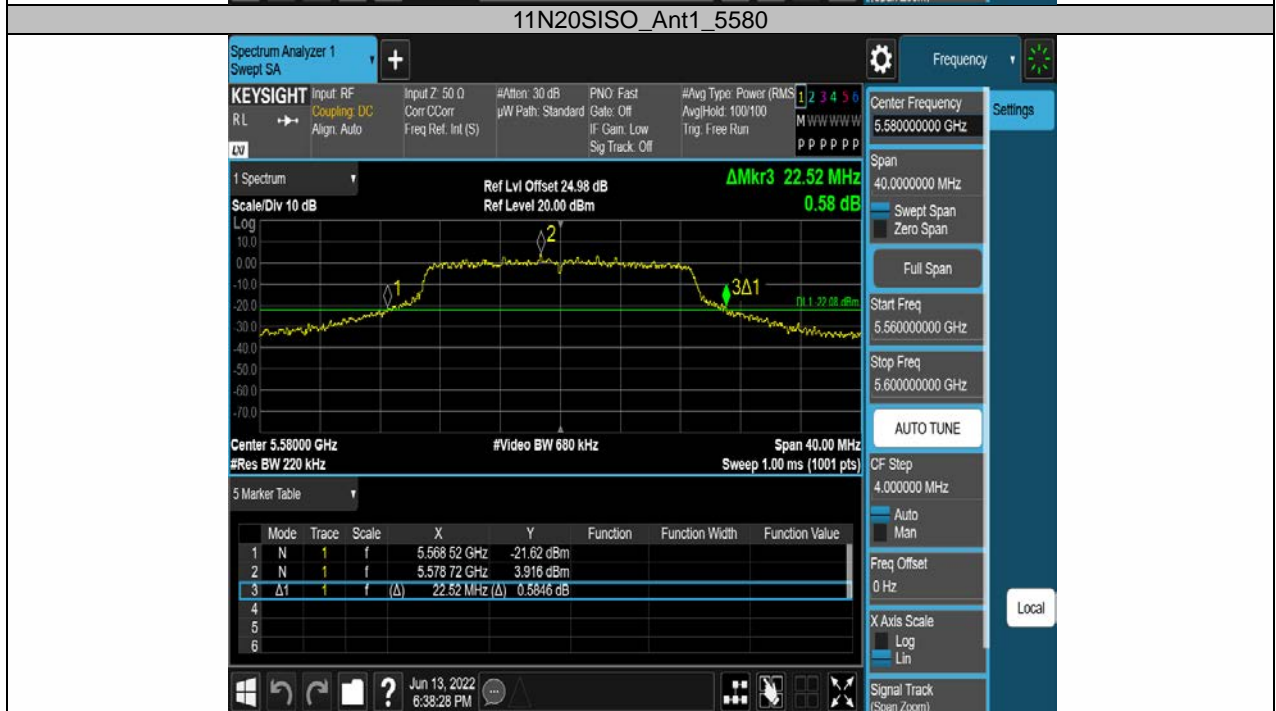 11N20SISO_Ant1_5580
Spectrum Analyzer 1
Swept SA
Frequency
KEYSIGHT
RL
LXI
Input: RF
Coupling: DC
Align: Auto
Input Z: 50 Ω
Corr CCorr
Freq Ref: Int (S)
#Atten: 30 dB
µW Path: Standard
PNO: Fast
Gate: Off
IF Gain: Low
Sig Track: Off
#Avg Type: Power (RMS
Avg|Hold: 100/100
Trig: Free Run
1 2 3 4 5 6
M W W W W W
P P P P P P
Center Frequency
5.580000000 GHz
Settings
1 Spectrum
Scale/Div 10 dB
Ref Lvl Offset 24.98 dB
Ref Level 20.00 dBm
ΔMkr3 22.52 MHz
0.58 dB
Span
40.0000000 MHz
Swept Span
Zero Span
Full Span
Start Freq
5.560000000 GHz
Stop Freq
5.600000000 GHz
AUTO TUNE
CF Step
4.000000 MHz
Auto
Man
Freq Offset
0 Hz
X Axis Scale
Log
Lin
Signal Track
(Span Zoom)
Local
Log
10.0
0.00
-10.0
-20.0
-30.0
-40.0
-50.0
-60.0
-70.0
1
2
3Δ1
DL1 -22.08 dBm
Center 5.58000 GHz
#Video BW 680 kHz
Span 40.00 MHz
#Res BW 220 kHz
Sweep 1.00 ms (1001 pts)
5 Marker Table
Mode Trace Scale X Y Function Function Width Function Value
1 N 1 f 5.568 52 GHz -21.62 dBm
2 N 1 f 5.578 72 GHz 3.916 dBm
3 Δ1 1 f (Δ) 22.52 MHz (Δ) 0.5846 dB
4
5
6
Jun 13, 2022
6:38:28 PM